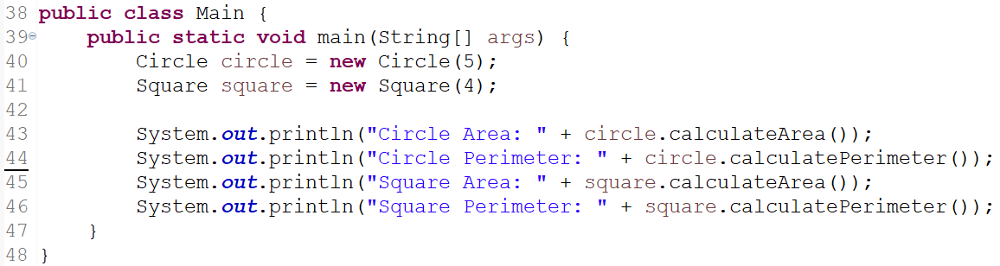 38 public class Main {
39     public static void main(String[] args) {
40         Circle circle = new Circle(5);
41         Square square = new Square(4);
42
43         System.out.println("Circle Area: " + circle.calculateArea());
44         System.out.println("Circle Perimeter: " + circle.calculatePerimeter());
45         System.out.println("Square Area: " + square.calculateArea());
46         System.out.println("Square Perimeter: " + square.calculatePerimeter());
47     }
48 }